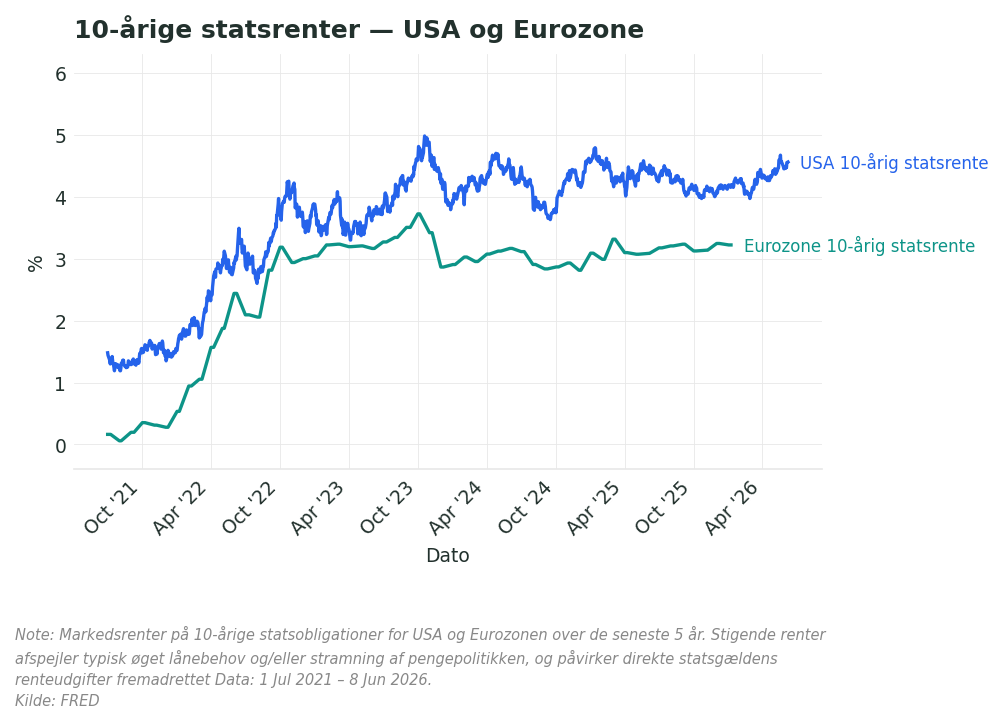 10-årige statsrenter — USA og Eurozone
6
5
4
3
2
1
0
%
USA 10-årig statsrente
Eurozone 10-årig statsrente
Oct '21
Apr '22
Oct '22
Apr '23
Oct '23
Apr '24
Oct '24
Apr '25
Oct '25
Apr '26
Dato
Note: Markedsrenter på 10-årige statsobligationer for USA og Eurozonen over de seneste 5 år. Stigende renter
afspejler typisk øget lånebehov og/eller stramning af pengepolitikken, og påvirker direkte statsgældens
renteudgifter fremadrettet Data: 1 Jul 2021 – 8 Jun 2026.
Kilde: FRED